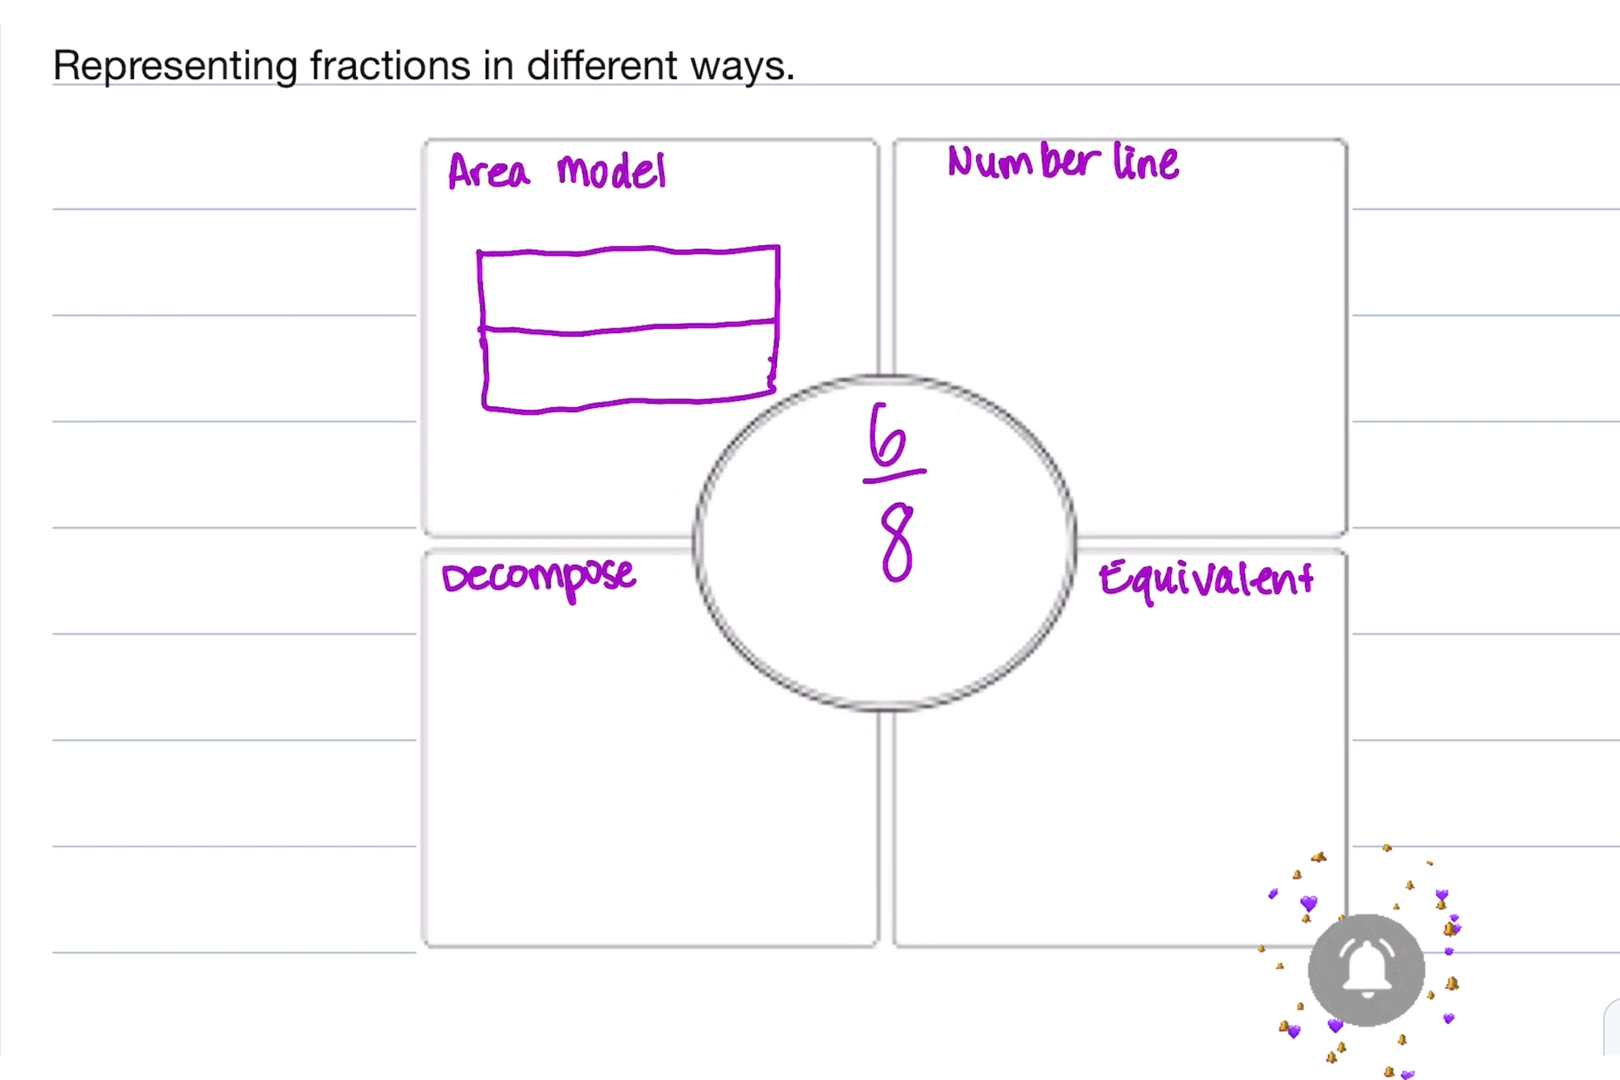 Representing fractions in different ways.
Area model
Number line
6
8
Decompose
Equivalent